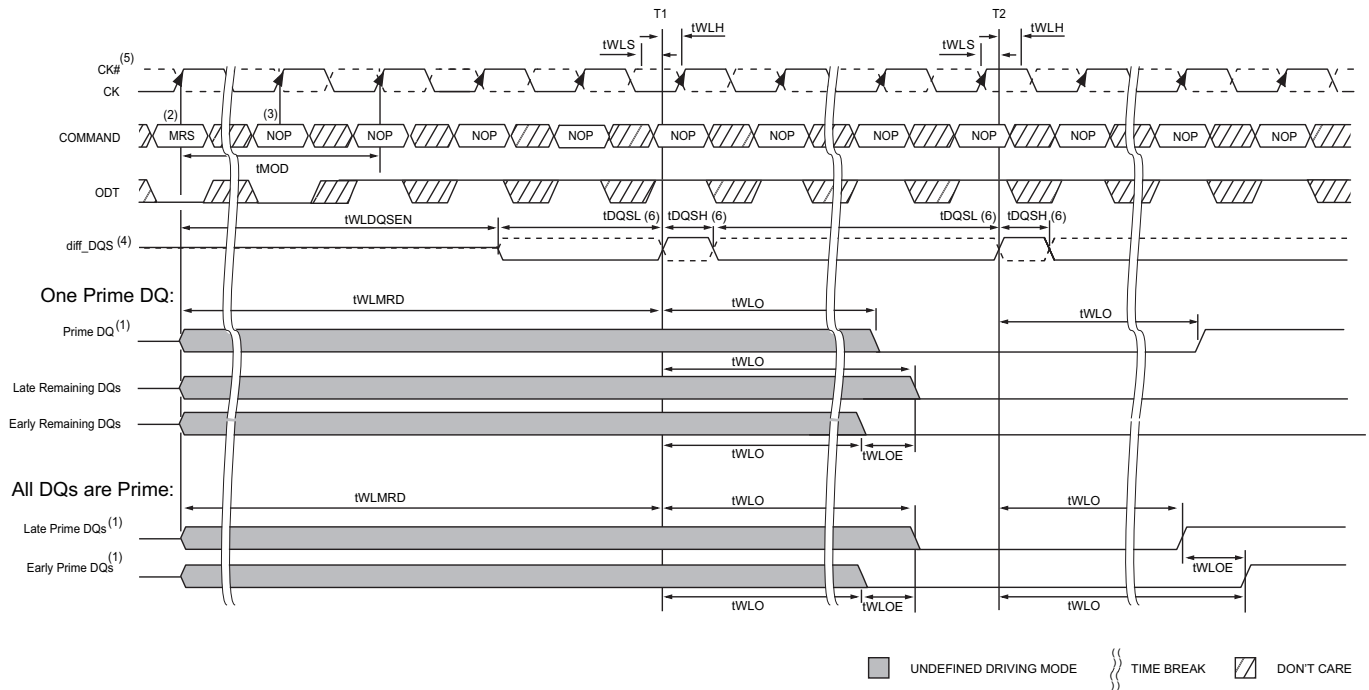 T1 T2
tWLS tWLH tWLS tWLH
CK# (5)
CK
(2) (3)
COMMAND MRS NOP NOP NOP NOP NOP NOP NOP NOP NOP NOP NOP
tMOD
ODT
tWLDQSEN tDQSL (6) tDQSH (6) tDQSL (6) tDQSH (6)
diff_DQS (4)
One Prime DQ:
tWLMRD tWLO tWLO
Prime DQ (1)
tWLO
Late Remaining DQs
Early Remaining DQs
tWLO tWLOE
All DQs are Prime:
tWLMRD tWLO tWLO
Late Prime DQs (1)
tWLOE
Early Prime DQs (1)
tWLO tWLOE tWLO
UNDEFINED DRIVING MODE TIME BREAK DON'T CARE